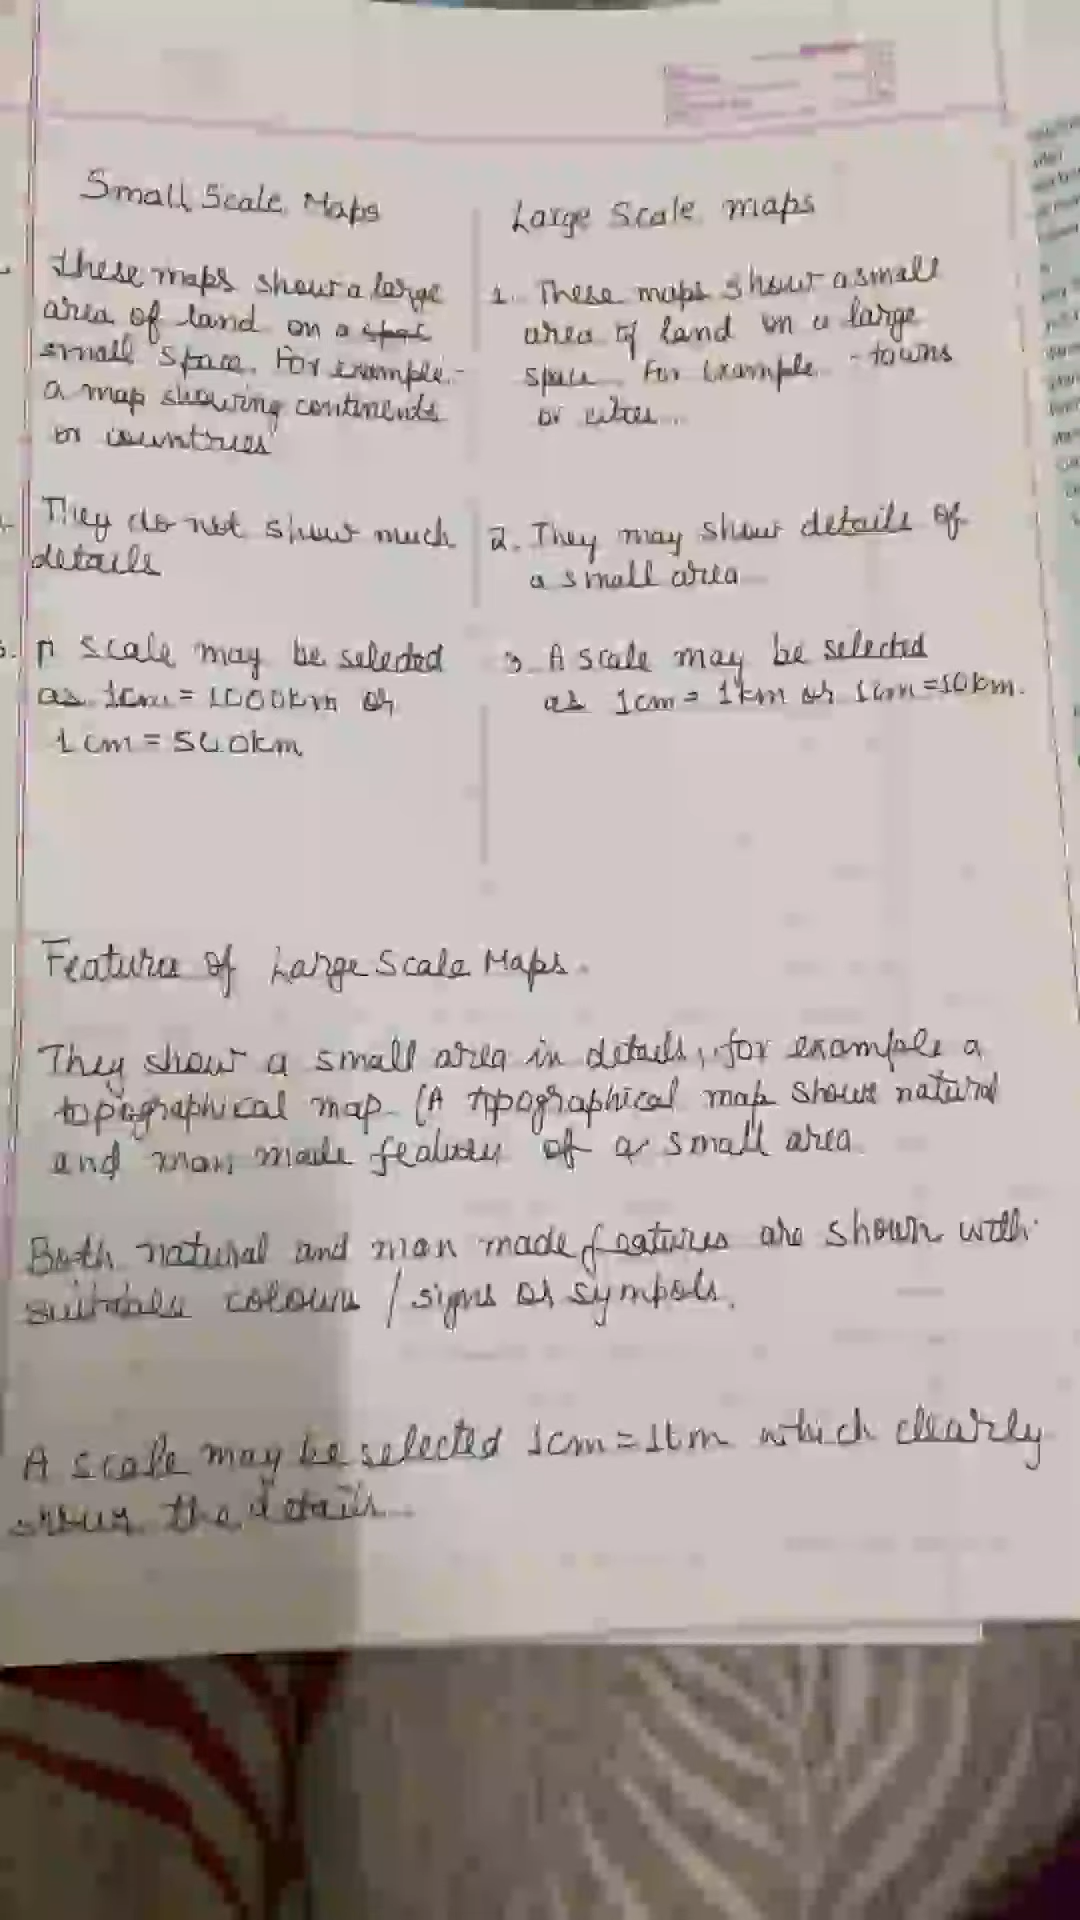 Small Scale Maps
These maps show a large
area of land on a
small space. For example:-
a map showing continents
or countries
They do not show much
details
3. A scale may be selected
as 1cm = 1000km or
1 cm = 500km
Large Scale maps
1. These maps show a small
area of land on a large
space. For example - towns
or cities...
2. They may show details of
a small area
3. A scale may be selected
as 1cm = 1km or 1cm = 10km.
Features of Large Scale Maps.
They show a small area in details, for example a
topographical map. (A topographical map shows natural
and man made features of a small area
Both natural and man made features are shown with
suitable colours / signs or symbols.
A scale may be selected 1cm = 1km which clearly
shows the details...